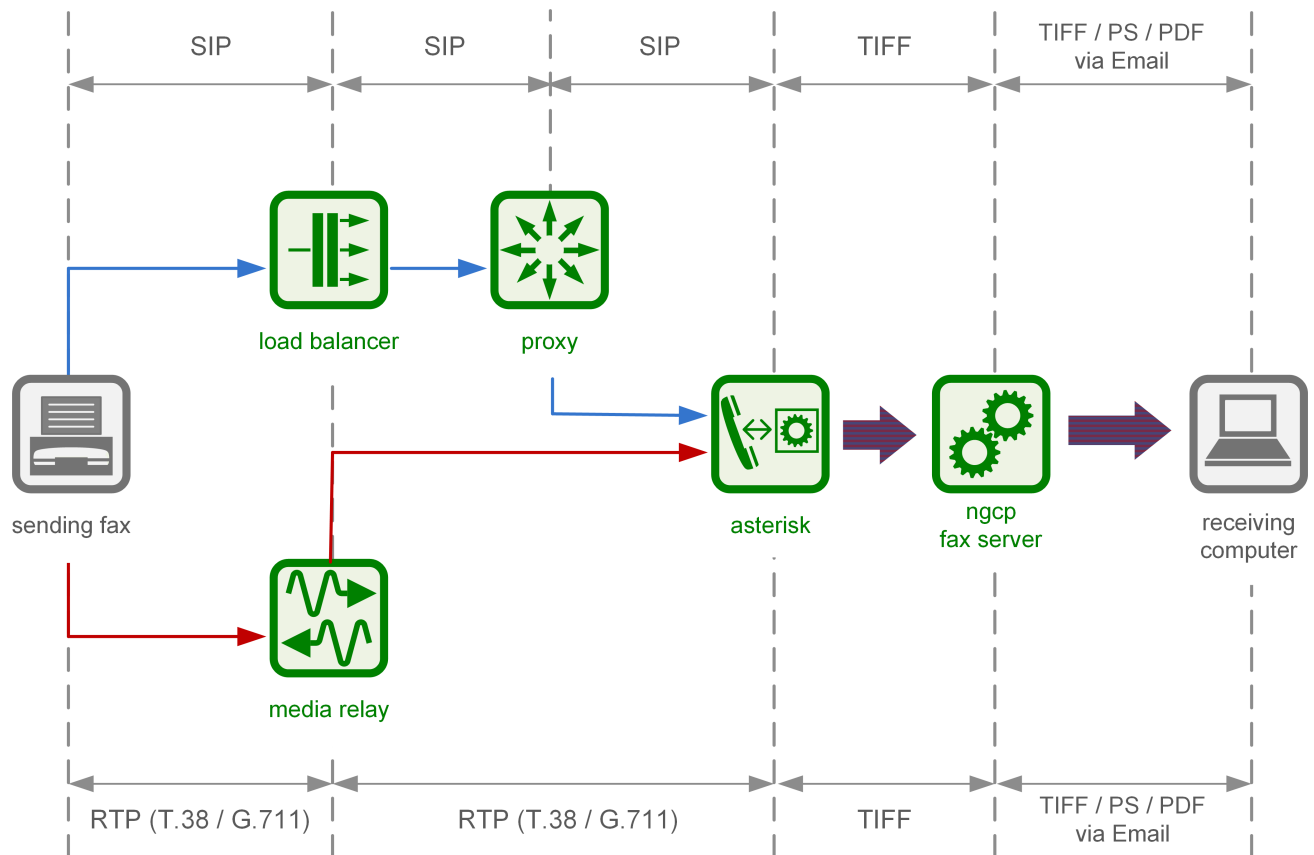 SIP
SIP
SIP
TIFF
TIFF / PS / PDF
via Email
load balancer
proxy
sending fax
asterisk
ngcp
fax server
receiving
computer
media relay
RTP (T.38 / G.711)
RTP (T.38 / G.711)
TIFF
TIFF / PS / PDF
via Email